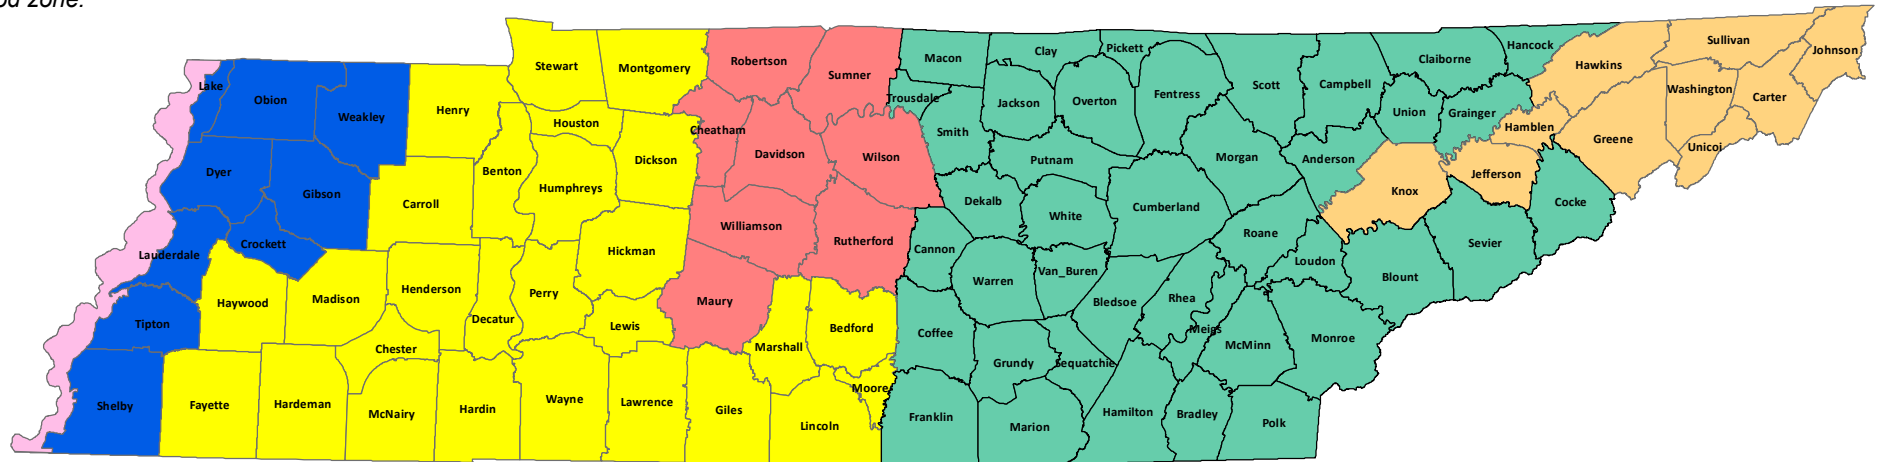 od zone.
Lake
Obion
Weakley
Dyer
Gibson
Lauderdale
Crockett
Tipton
Shelby
Henry
Carroll
Benton
Stewart
Montgomery
Houston
Dickson
Humphreys
Hickman
Haywood
Madison
Henderson
Decatur
Perry
Lewis
Chester
Fayette
Hardeman
McNairy
Hardin
Wayne
Lawrence
Giles
Lincoln
Moore
Marshall
Bedford
Robertson
Sumner
Cheatham
Davidson
Wilson
Williamson
Rutherford
Maury
Macon
Trousdale
Smith
Clay
Pickett
Jackson
Overton
Fentress
Scott
Campbell
Claiborne
Hancock
Union
Grainger
Anderson
Morgan
Putnam
Dekalb
White
Cumberland
Cannon
Warren
Van_Buren
Bledsoe
Rhea
Meigs
Roane
Loudon
Blount
Sevier
Cocke
Monroe
McMinn
Coffee
Grundy
Sequatchie
Franklin
Marion
Hamilton
Bradley
Polk
Knox
Jefferson
Hamblen
Hawkins
Greene
Sullivan
Washington
Unicoi
Carter
Johnson